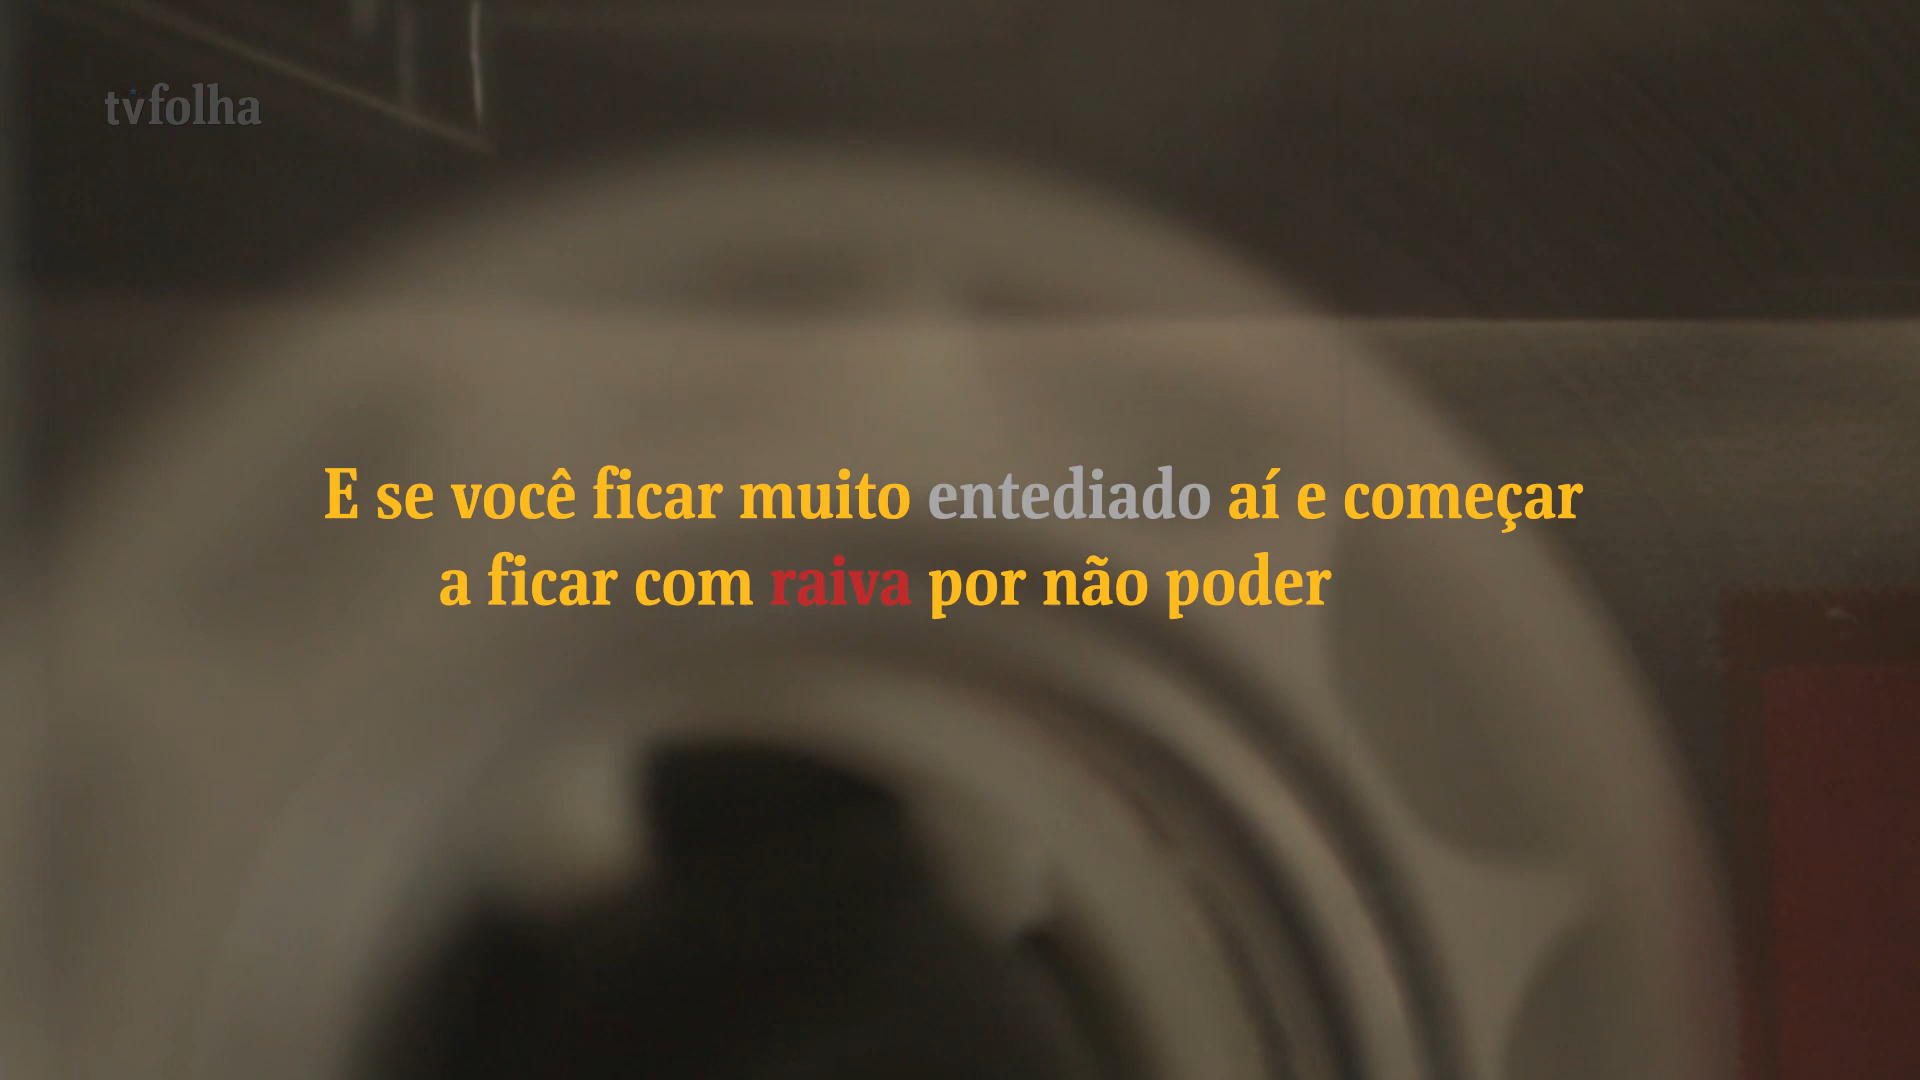 tvfolha
E se você ficar muito entediado aí e começar
a ficar com raiva por não poder